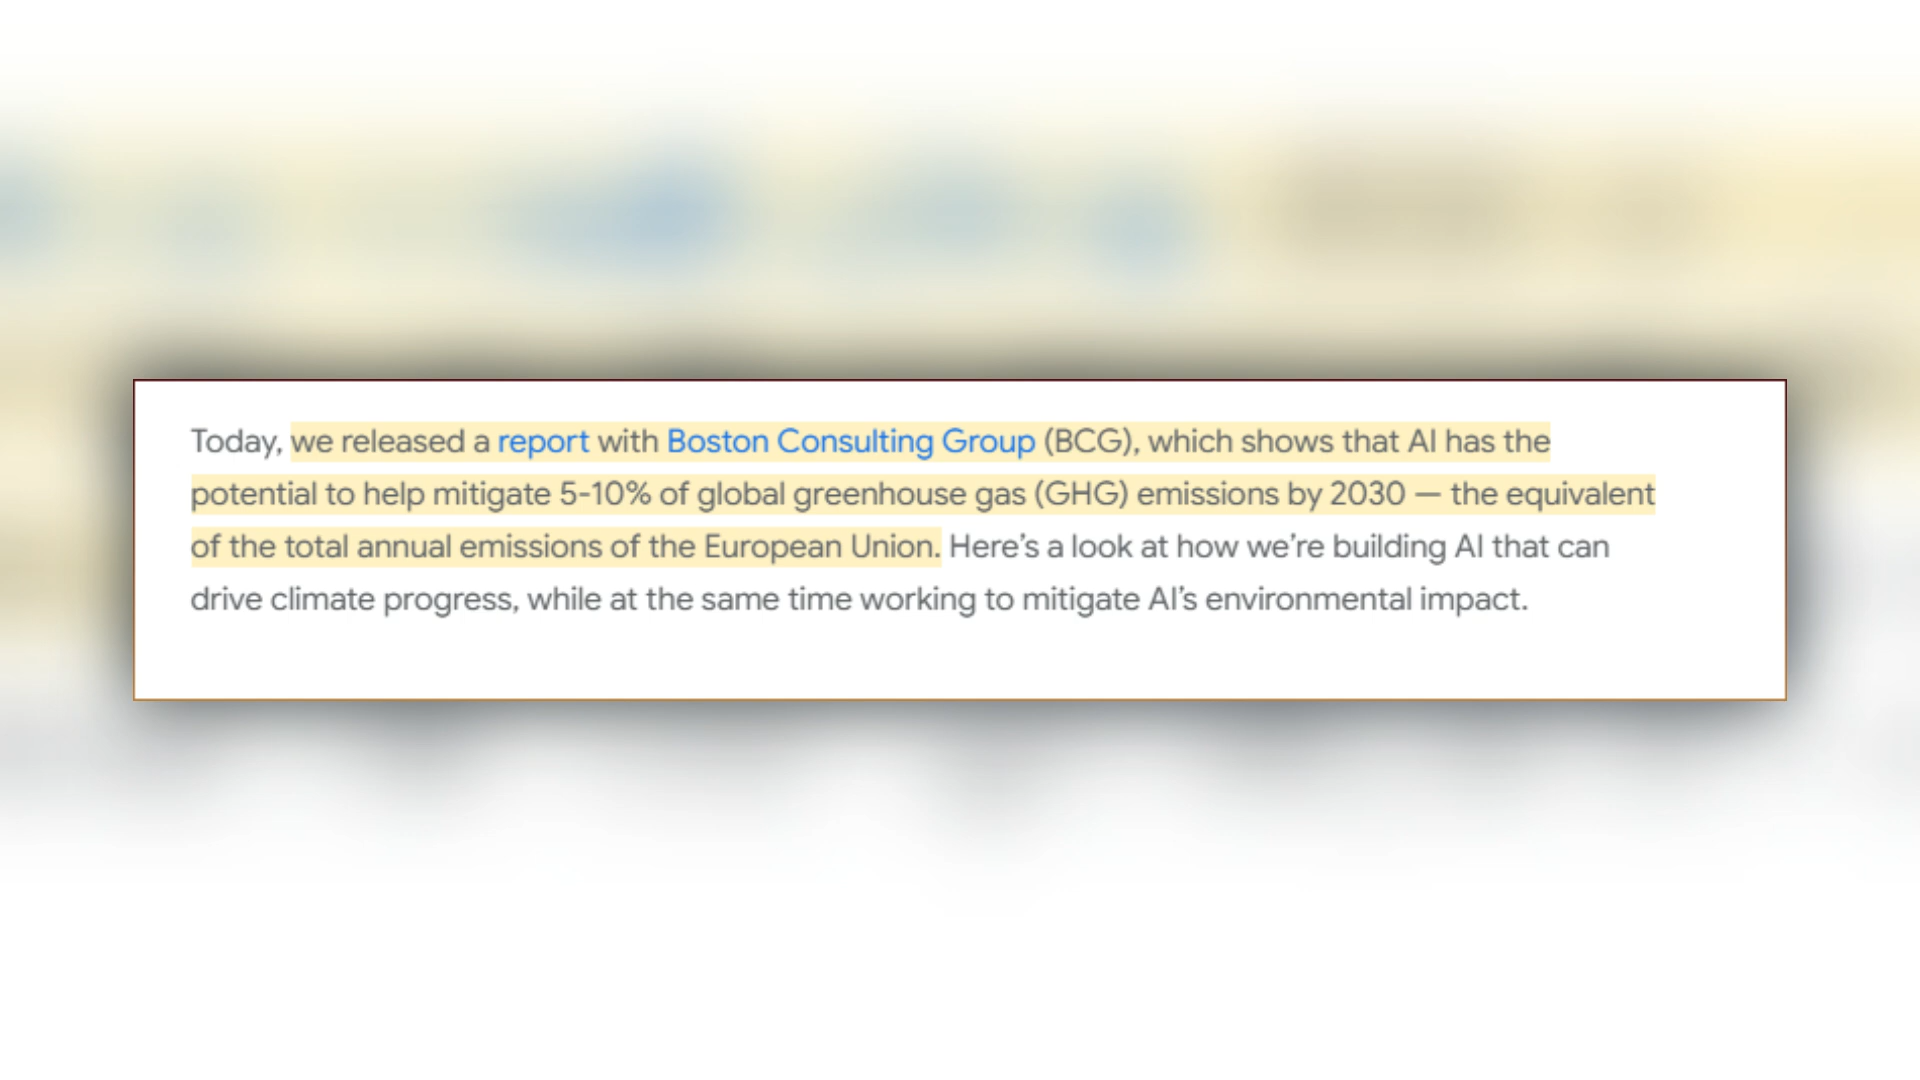 Today, we released a report with Boston Consulting Group (BCG), which shows that AI has the
potential to help mitigate 5-10% of global greenhouse gas (GHG) emissions by 2030 — the equivalent
of the total annual emissions of the European Union. Here’s a look at how we’re building AI that can
drive climate progress, while at the same time working to mitigate AI’s environmental impact.